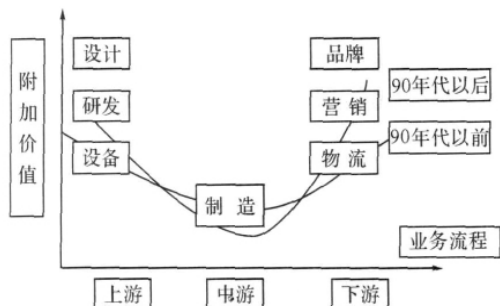 附加价值
设计
研发
设备
制造
品牌
营销
物流
90年代以后
90年代以前
业务流程
上游
中游
下游